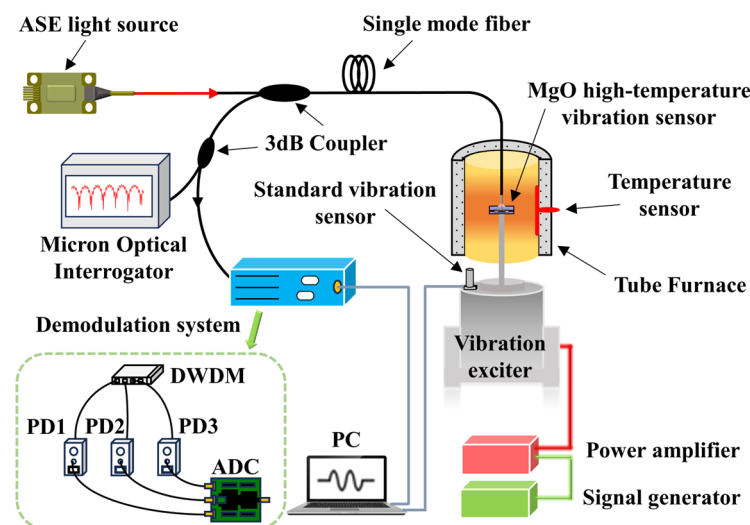 ASE light source
Single mode fiber
MgO high-temperature
vibration sensor
3dB Coupler
Standard vibration
sensor
Temperature
sensor
Micron Optical
Interrogator
Tube Furnace
Demodulation system
Vibration
exciter
DWDM
PD1
PD2
PD3
PC
ADC
Power amplifier
Signal generator